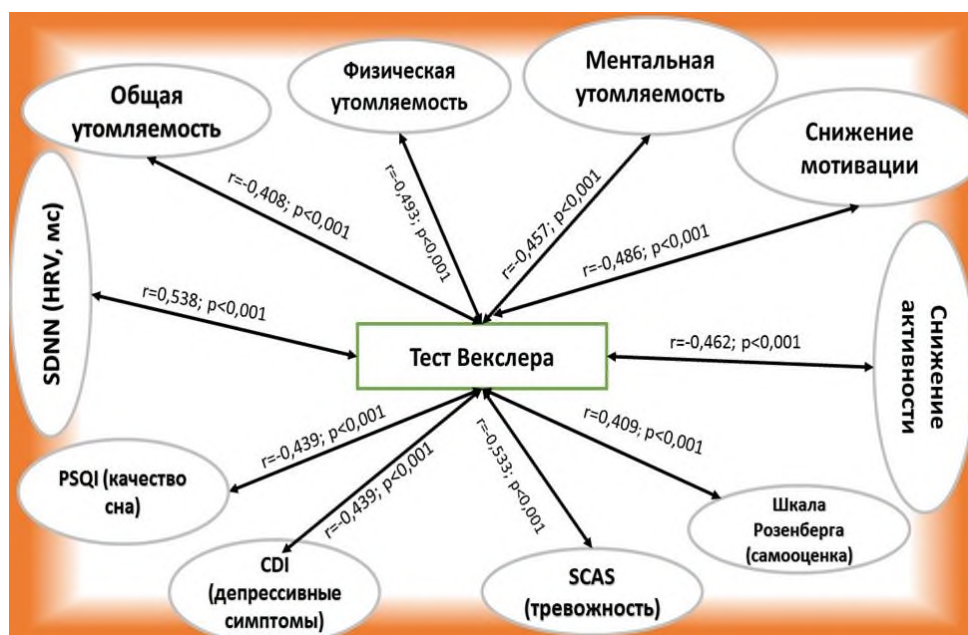 Общая
утомляемость
Физическая
утомляемость
Ментальная
утомляемость
Снижение
мотивации
r=-0,408; p<0,001
r=-0,493; p<0,001
r=-0,457; p<0,001
r=-0,486; p<0,001
SDNN (HRV, мс)
r=0,538; p<0,001
Тест Векслера
r=-0,462; p<0,001
Снижение
активности
r=-0,439; p<0,001
r=-0,439; p<0,001
r=-0,533; p<0,001
r=0,409; p<0,001
PSQI (качество
сна)
CDI
(депрессивные
симптомы)
SCAS
(тревожность)
Шкала
Розенберга
(самооценка)